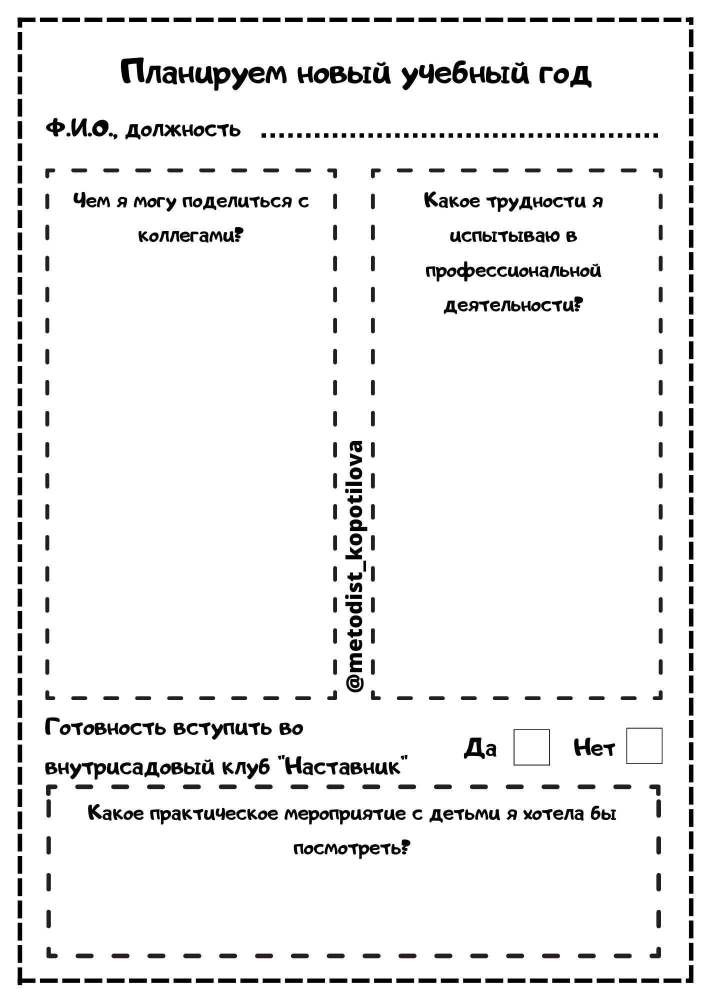 Планируем новый учебный год
Ф.И.О., должность
Чем я могу поделиться с
коллегами?
Какое трудности я
испытываю в
профессиональной
деятельности?
@metodist_kopotilova
Готовность вступить во
внутрисадовый клуб "Наставник"
Да
Нет
Какое практическое мероприятие с детьми я хотела бы
посмотреть?